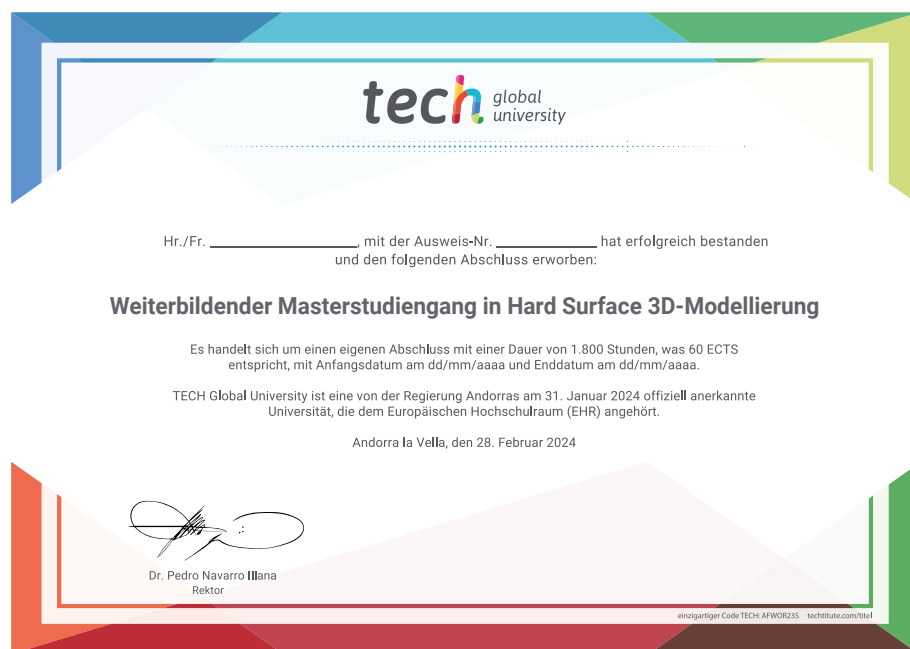 tech global university
Hr./Fr. ____________________, mit der Ausweis-Nr. ______________ hat erfolgreich bestanden
und den folgenden Abschluss erworben:
Weiterbildender Masterstudiengang in Hard Surface 3D-Modellierung
Es handelt sich um einen eigenen Abschluss mit einer Dauer von 1.800 Stunden, was 60 ECTS
entspricht, mit Anfangsdatum am dd/mm/aaaa und Enddatum am dd/mm/aaaa.
TECH Global University ist eine von der Regierung Andorras am 31. Januar 2024 offiziell anerkannte
Universität, die dem Europäischen Hochschulraum (EHR) angehört.
Andorra la Vella, den 28. Februar 2024
Dr. Pedro Navarro Illana
Rektor
einzigartiger Code TECH: AFWOR23S techtitute.com/titel